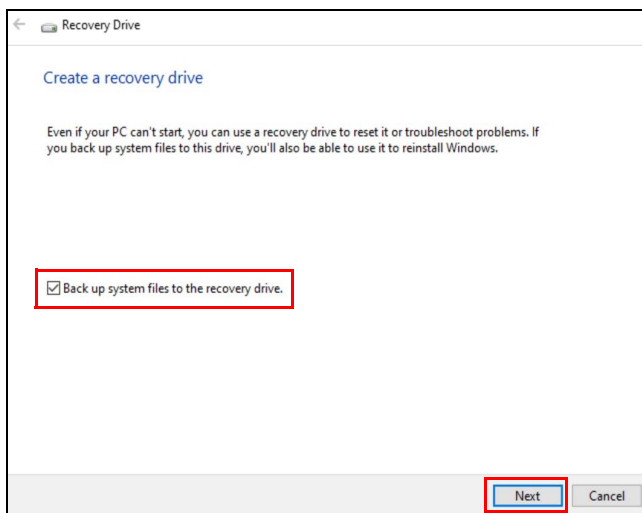 Recovery Drive
Create a recovery drive
Even if your PC can't start, you can use a recovery drive to reset it or troubleshoot problems. If
you back up system files to this drive, you'll also be able to use it to reinstall Windows.
Back up system files to the recovery drive.
Next
Cancel